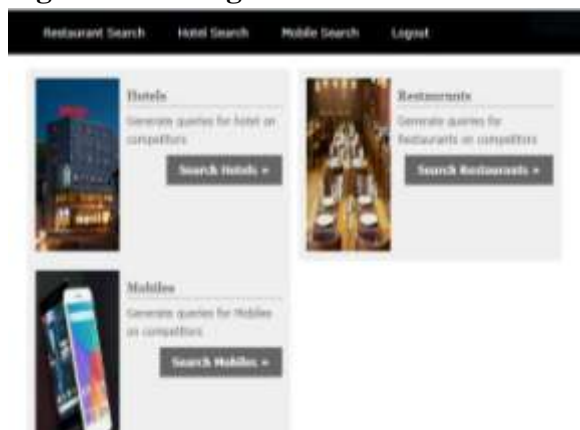 Restaurant Search Hotel Search Mobile Search Logout
Hotels
Generate queries for hotel on
competitors
Search Hotels »
Restaurants
Generate queries for
Restaurants on competitors
Search Restaurants »
Mobiles
Generate queries for Mobiles
on competitors
Search Mobiles »